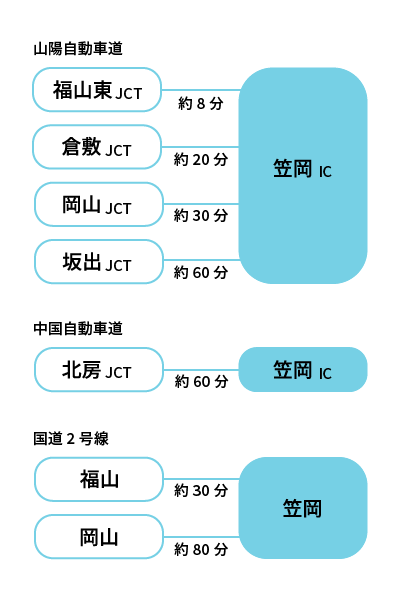 山陽自動車道
福山東 JCT
約 8 分
倉敷 JCT
約 20 分
岡山 JCT
約 30 分
坂出 JCT
約 60 分
笠岡 IC
中国自動車道
北房 JCT
約 60 分
笠岡 IC
国道 2 号線
福山
約 30 分
岡山
約 80 分
笠岡